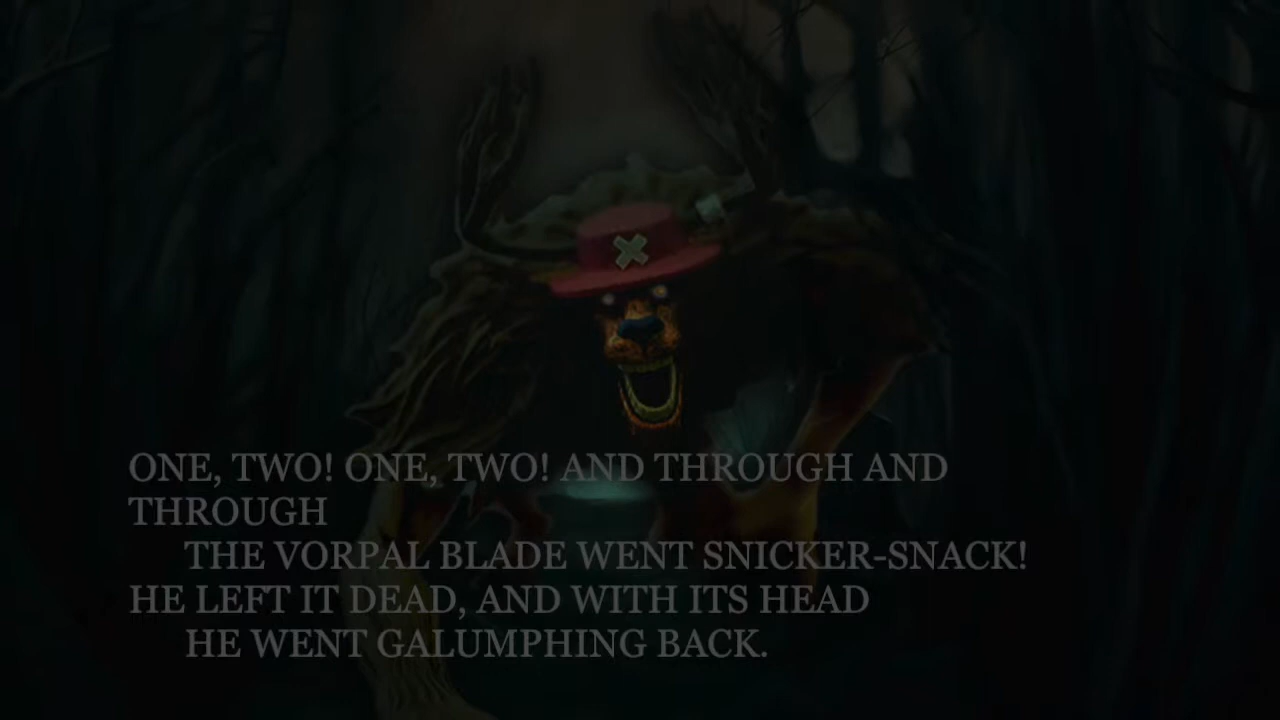 ONE, TWO! ONE, TWO! AND THROUGH AND
THROUGH
THE VORPAL BLADE WENT SNICKER-SNACK!
HE LEFT IT DEAD, AND WITH ITS HEAD
HE WENT GALUMPHING BACK.